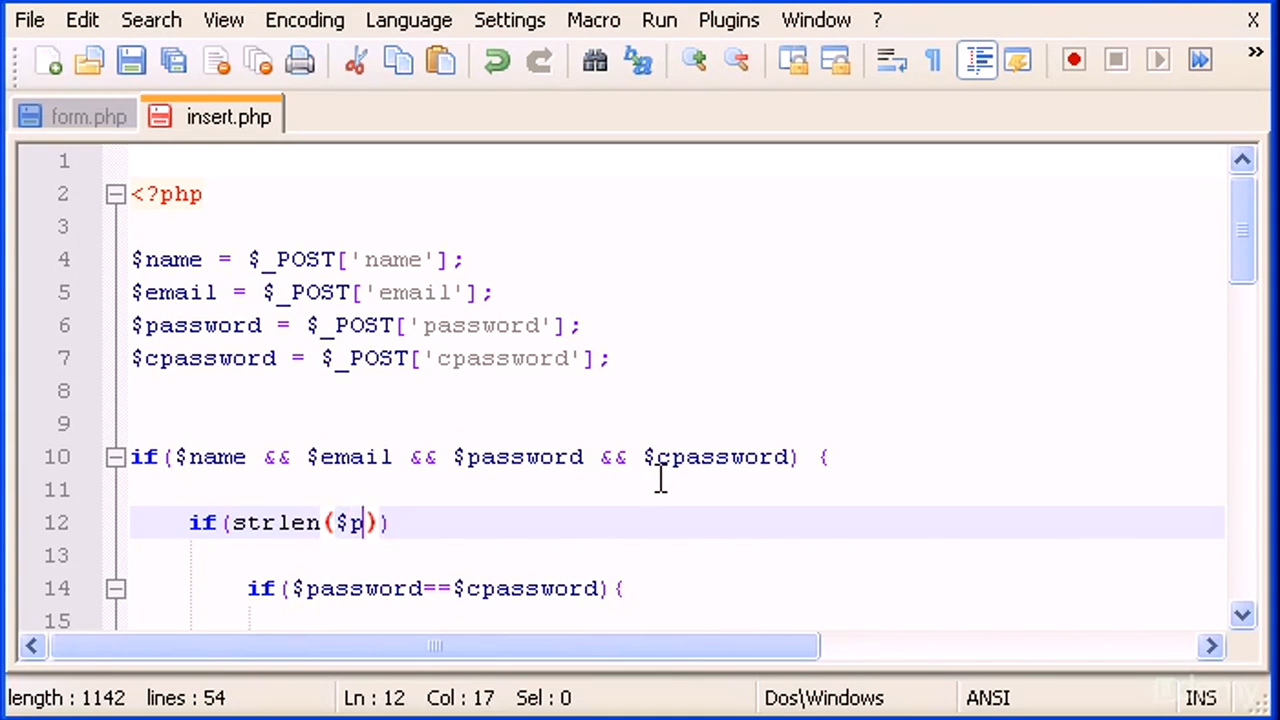 File Edit Search View Encoding Language Settings Macro Run Plugins Window ? X
»
form.php insert.php
1
2 <?php
3
4 $name = $_POST['name'];
5 $email = $_POST['email'];
6 $password = $_POST['password'];
7 $cpassword = $_POST['cpassword'];
8
9
10 if($name && $email && $password && $cpassword) {
11
12 if(strlen($p))
13
14 if($password==$cpassword){
15
length : 1142 lines : 54 Ln : 12 Col : 17 Sel : 0 Dos\Windows ANSI INS